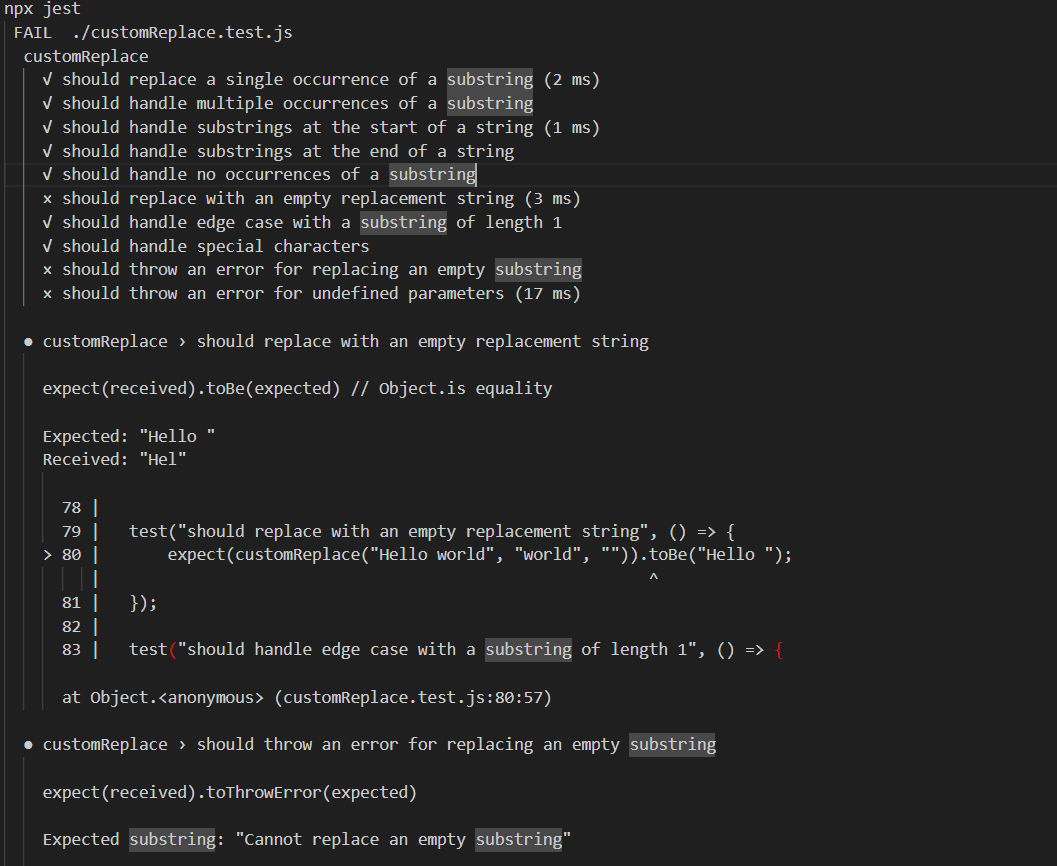 npx jest
FAIL ./customReplace.test.js
customReplace
√ should replace a single occurrence of a substring (2 ms)
√ should handle multiple occurrences of a substring
√ should handle substrings at the start of a string (1 ms)
√ should handle substrings at the end of a string
√ should handle no occurrences of a substring
× should replace with an empty replacement string (3 ms)
√ should handle edge case with a substring of length 1
√ should handle special characters
× should throw an error for replacing an empty substring
× should throw an error for undefined parameters (17 ms)
● customReplace › should replace with an empty replacement string
expect(received).toBe(expected) // Object.is equality
Expected: "Hello "
Received: "Hel"
78 |
79 |   test("should replace with an empty replacement string", () => {
> 80 |       expect(customReplace("Hello world", "world", "")).toBe("Hello ");
|                                                         ^
81 |   });
82 |
83 |   test("should handle edge case with a substring of length 1", () => {
at Object.<anonymous> (customReplace.test.js:80:57)
● customReplace › should throw an error for replacing an empty substring
expect(received).toThrowError(expected)
Expected substring: "Cannot replace an empty substring"